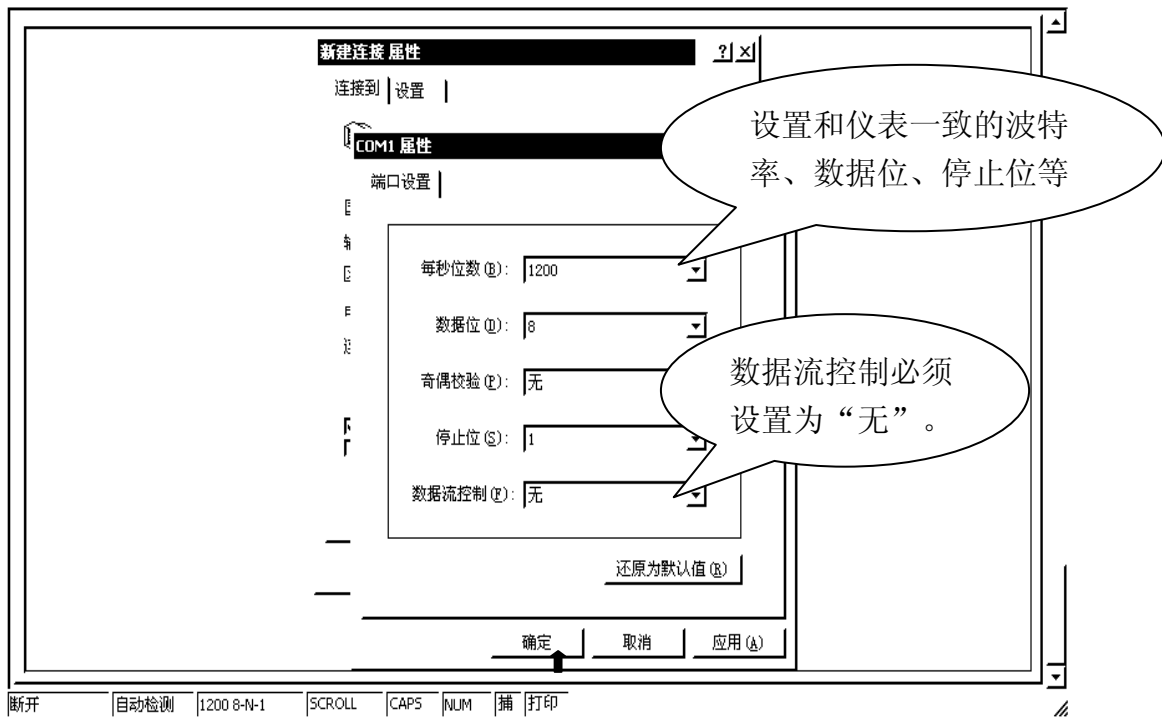 新建连接 属性
连接到 设置
COM1 属性
端口设置
设置和仪表一致的波特
率、数据位、停止位等
每秒位数(B): 1200
数据位(D): 8
奇偶校验(P): 无
停止位(S): 1
数据流控制(F): 无
数据流控制必须
设置为“无”。
还原为默认值(R)
确定 取消 应用(A)
断开 自动检测 1200 8-N-1 SCROLL CAPS NUM 捕 打印